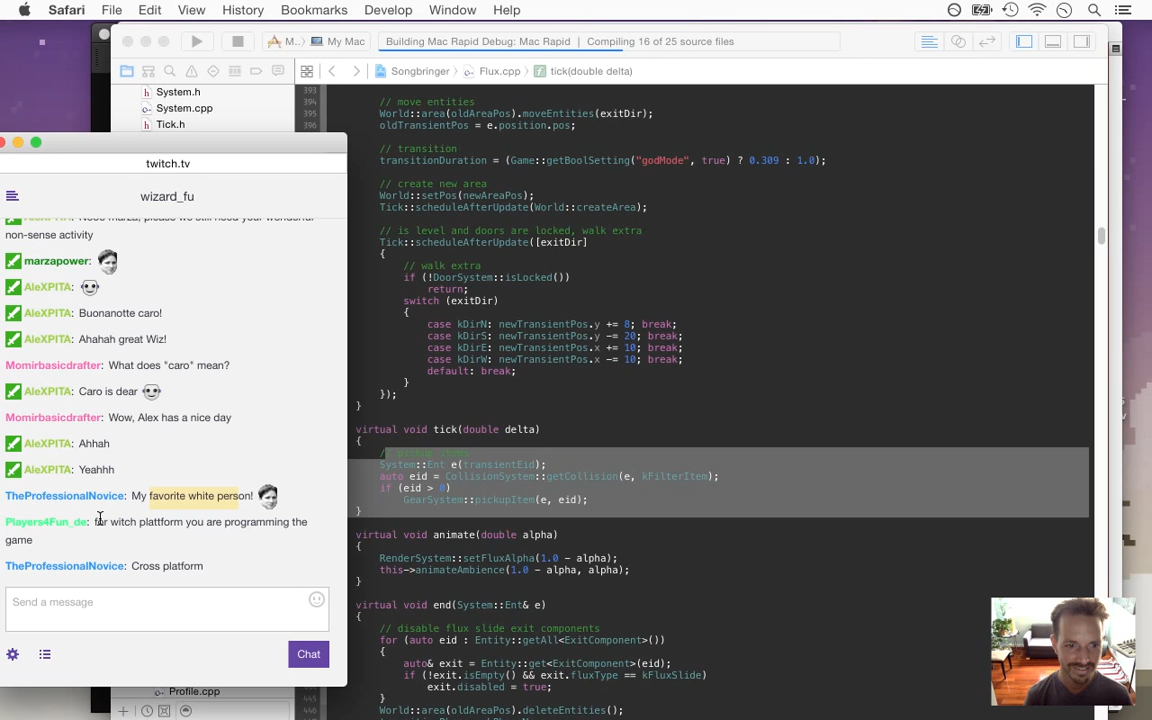 Safari File Edit View History Bookmarks Develop Window Help
M... My Mac Building Mac Rapid Debug: Mac Rapid | Compiling 16 of 25 source files
Songbringer Flux.cpp tick(double delta)
System.h
System.cpp
Tick.h
twitch.tv
wizard_fu
non-sense activity
marzapower:
AleXPITA:
AleXPITA: Buonanotte caro!
AleXPITA: Ahahah great Wiz!
Momirbasicdrafter: What does "caro" mean?
AleXPITA: Caro is dear
Momirbasicdrafter: Wow, Alex has a nice day
AleXPITA: Ahhah
AleXPITA: Yeahhh
TheProfessionalNovice: My favorite white person!
Players4Fun_de: for witch plattform you are programming the
game
TheProfessionalNovice: Cross platform
Send a message
Chat
Profile.cpp
393
394 // move entities
395 World::area(oldAreaPos).moveEntities(exitDir);
396 oldTransientPos = e.position.pos;
// transition
transitionDuration = (Game::getBoolSetting("godMode", true) ? 0.309 : 1.0);
// create new area
World::setPos(newAreaPos);
Tick::scheduleAfterUpdate(World::createArea);
// is level and doors are locked, walk extra
Tick::scheduleAfterUpdate([exitDir]
{
// walk extra
if (!DoorSystem::isLocked())
return;
switch (exitDir)
{
case kDirN: newTransientPos.y += 8; break;
case kDirS: newTransientPos.y -= 20; break;
case kDirE: newTransientPos.x += 10; break;
case kDirW: newTransientPos.x -= 10; break;
default: break;
}
});
}
virtual void tick(double delta)
{
// pickup items
System::Ent e(transientEid);
auto eid = CollisionSystem::getCollision(e, kFilterItem);
if (eid > 0)
GearSystem::pickupItem(e, eid);
}
virtual void animate(double alpha)
{
RenderSystem::setFluxAlpha(1.0 - alpha);
this->animateAmbience(1.0 - alpha, alpha);
}
virtual void end(System::Ent& e)
{
// disable flux slide exit components
for (auto eid : Entity::getAll<ExitComponent>())
{
auto& exit = Entity::get<ExitComponent>(eid);
if (!exit.isEmpty() && exit.fluxType == kFluxSlide)
exit.disabled = true;
}
World::area(oldAreaPos).deleteEntities();
445
446